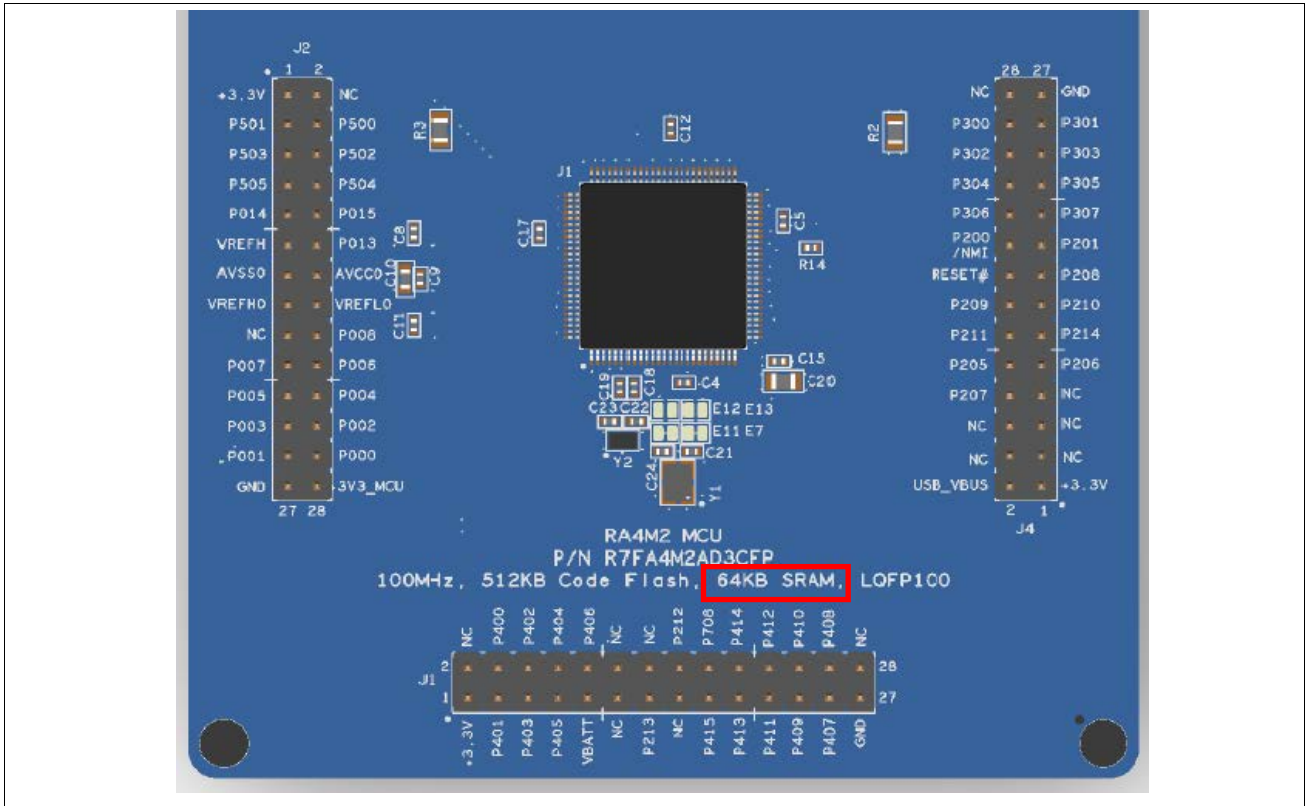 J2
1 2
+3.3V NC
P501 P500
P503 P502
P505 P504
P014 P015
VREFH P013
AVSS0 AVCC0
VREFH0 VREFL0
NC P008
P007 P006
P005 P004
P003 P002
P001 P000
GND 3V3_MCU
27 28
R3
C12
R2
J1
C17
C5
R14
C8
C10
C9
C11
C15
C20
C19
C18
C4
C23 C22
E12 E13
E11 E7
Y2
C24
C21
Y1
28 27
NC GND
P300 P301
P302 P303
P304 P305
P306 P307
P200
/NMI P201
RESET# P208
P209 P210
P211 P214
P205 P206
P207 NC
NC NC
NC NC
USB_VBUS +3.3V
2 1
J4
RA4M2 MCU
P/N R7FA4M2AD3CFP
100MHz, 512KB Code Flash, 64KB SRAM, LQFP100
NC P400 P402 P404 P406 NC NC P212 P708 P414 P412 P410 P408 NC
2 28
J1
1 27
+3.3V P401 P403 P405 VBATT NC P213 NC P415 P413 P411 P409 P407 GND